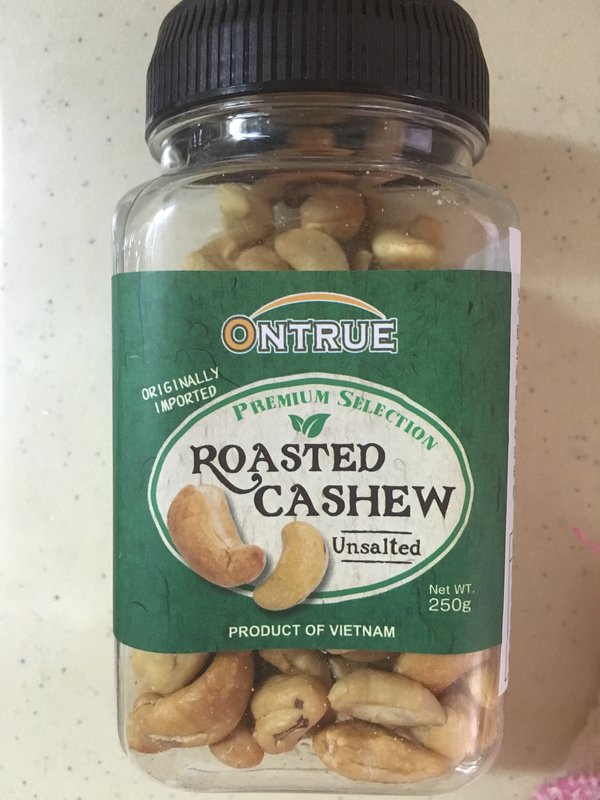 ONTRUE
ORIGINALLY
IMPORTED
PREMIUM SELECTION
ROASTED
CASHEW
Unsalted
Net WT.
250g
PRODUCT OF VIETNAM